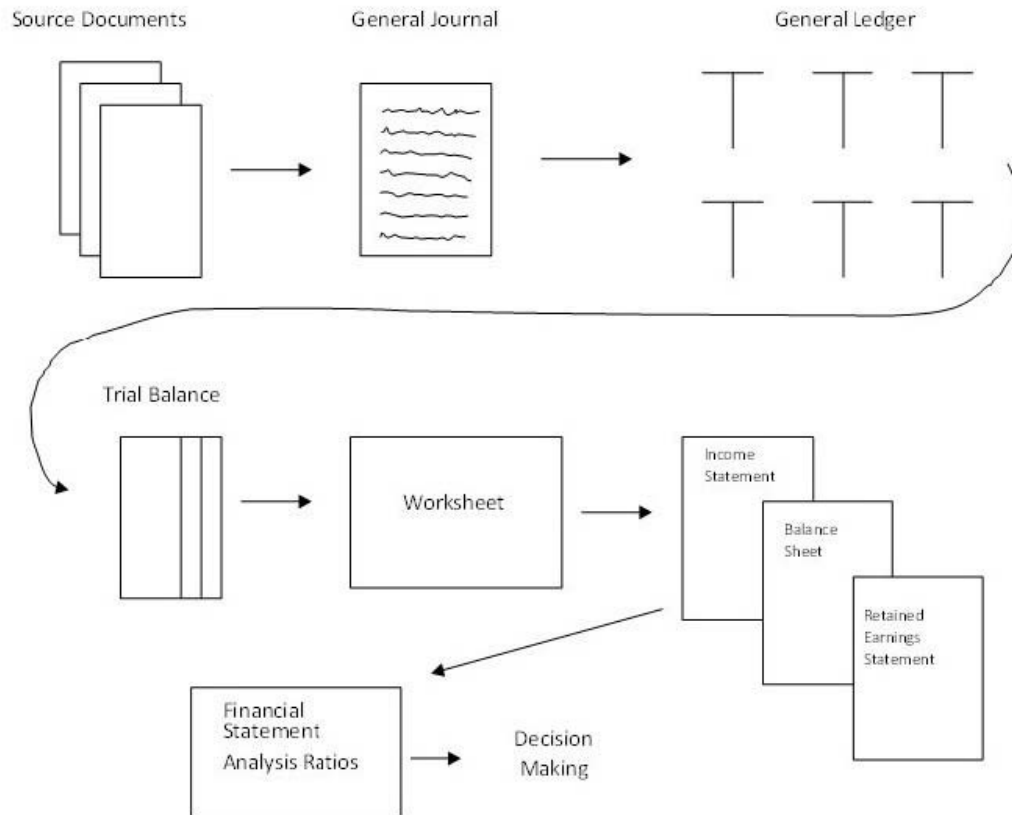 Source Documents
General Journal
General Ledger
Trial Balance
Worksheet
Income
Statement
Balance
Sheet
Retained
Earnings
Statement
Financial
Statement
Analysis Ratios
Decision
Making